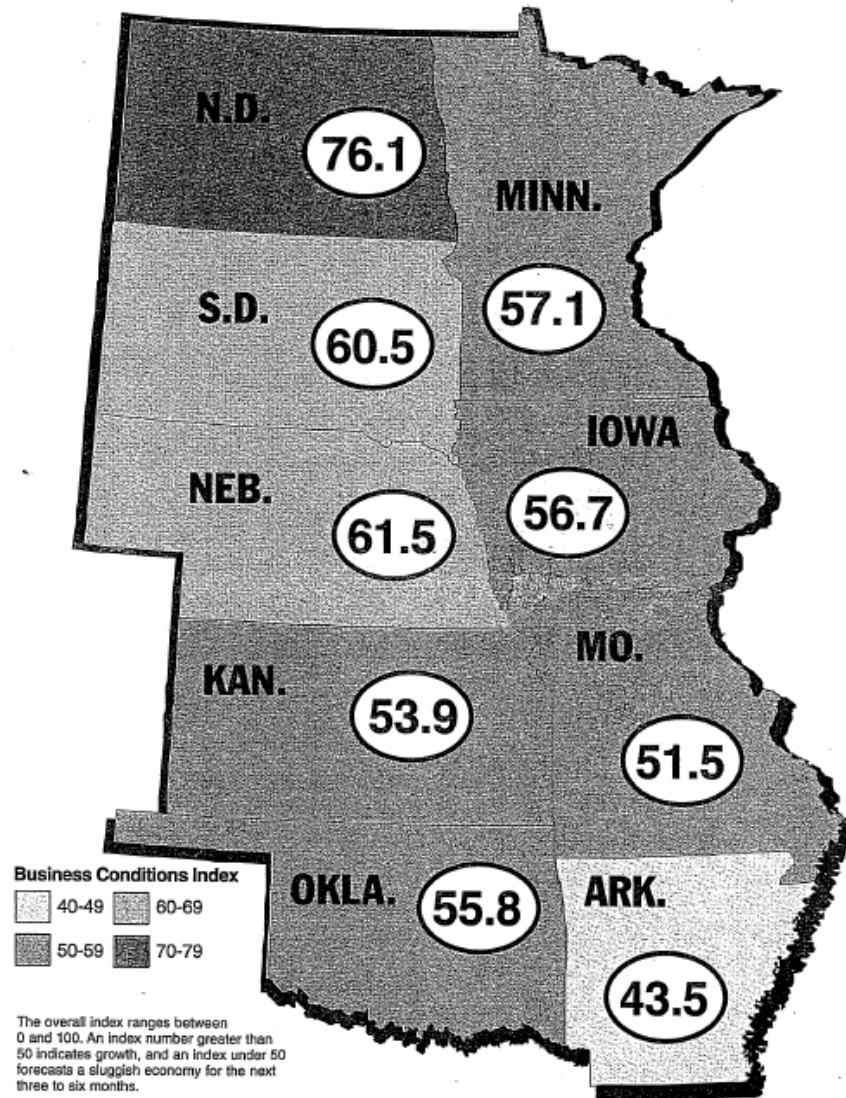 N.D.
76.1
MINN.
S.D.
57.1
60.5
IOWA
NEB.
56.7
61.5
MO.
KAN.
53.9
51.5
Business Conditions Index
40-49 60-69
50-59 70-79
OKLA.
55.8
ARK.
43.5
The overall index ranges between
0 and 100. An index number greater than
50 indicates growth, and an index under 50
forecasts a sluggish economy for the next
three to six months.